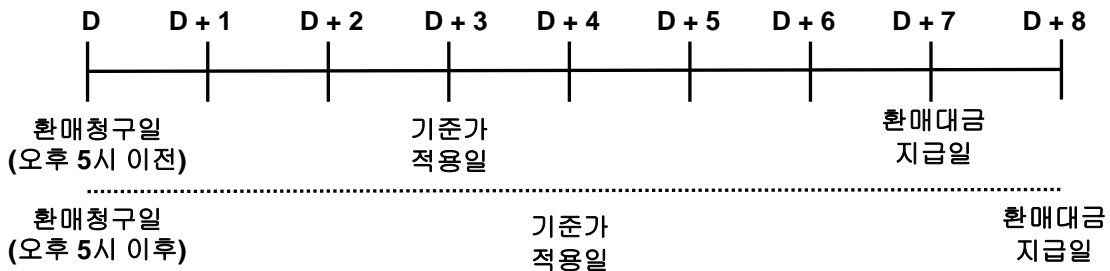 D D + 1 D + 2 D + 3 D + 4 D + 5 D + 6 D + 7 D + 8
환매청구일 기준가 환매대금
(오후 5시 이전) 적용일 지급일
환매청구일 기준가 환매대금
(오후 5시 이후) 적용일 지급일